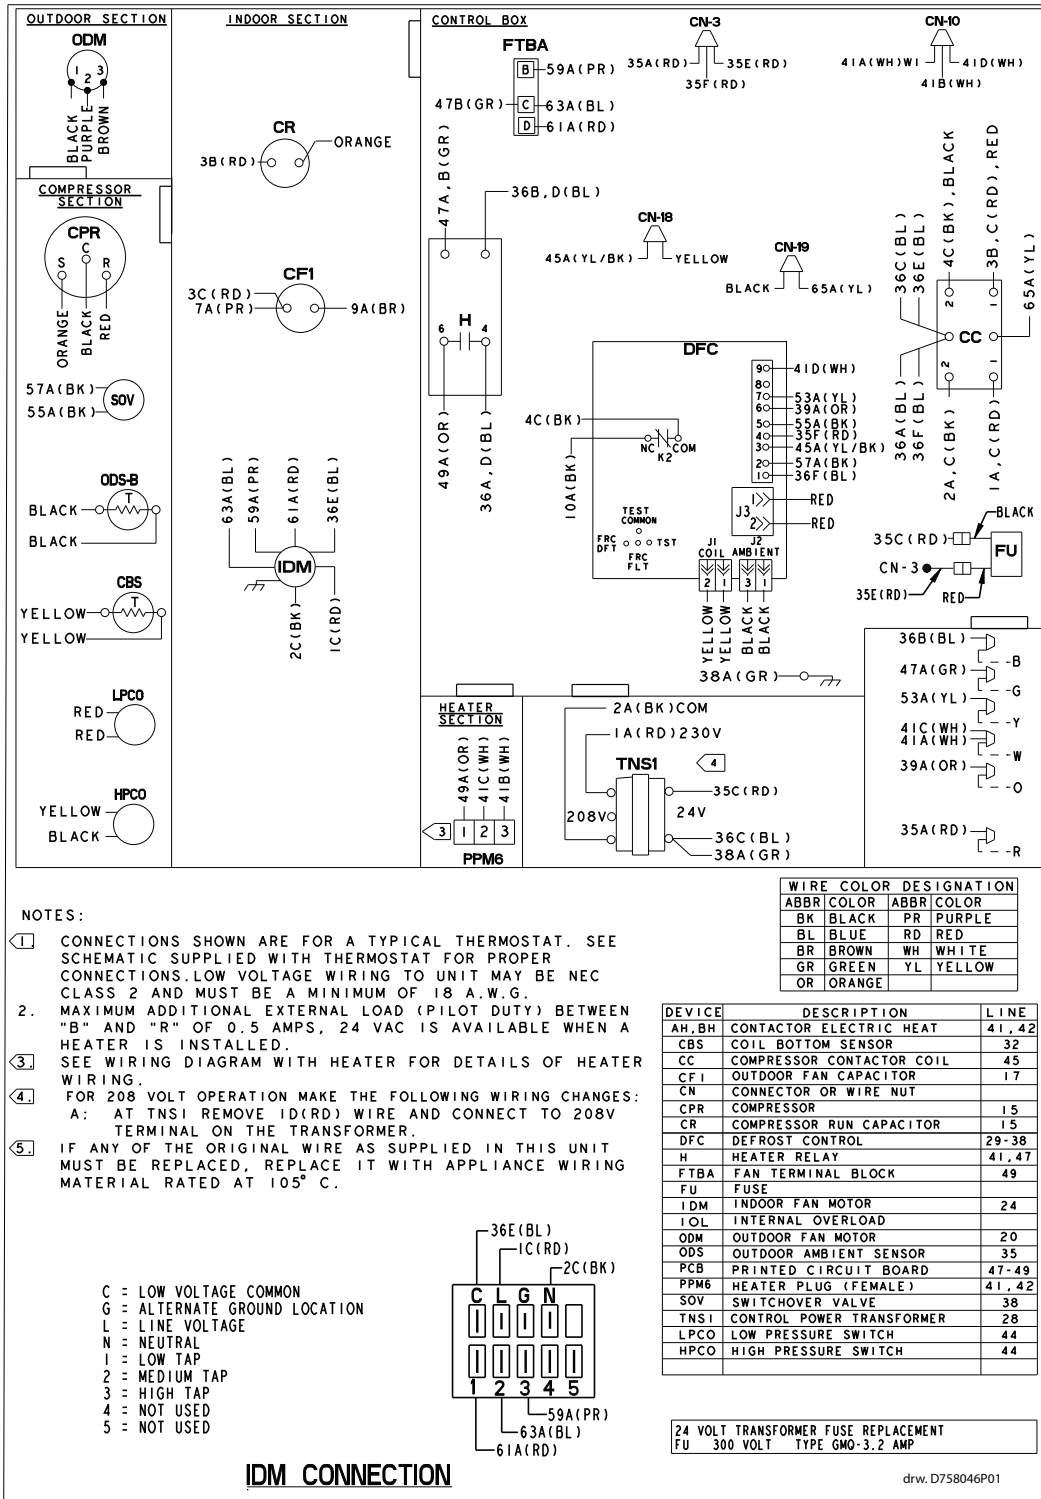 OUTDOOR SECTION
ODM
1 2 3
BLACK
PURPLE
BROWN
COMPRESSOR
SECTION
CPR
S C R
ORANGE
BLACK
RED
57A(BK)
55A(BK)
SOV
ODS-B
BLACK
T
BLACK
CBS
YELLOW
T
YELLOW
LPCO
RED
RED
HPCO
YELLOW
BLACK
INDOOR SECTION
CR
ORANGE
3B(RD)
CF1
3C(RD)
7A(PR)
9A(BR)
63A(BL)
59A(PR)
61A(RD)
36E(BL)
IDM
2C(BK)
1C(RD)
CONTROL BOX
FTBA
B 59A(PR)
47B(GR) C 63A(BL)
D 61A(RD)
CN-3
35A(RD) 35E(RD)
35F(RD)
CN-10
41A(WH)W1 41D(WH)
41B(WH)
47A,B(GR)
36B,D(BL)
H
6 4
49A(OR)
36A,D(BL)
CN-18
45A(YL/BK) YELLOW
CN-19
BLACK 65A(YL)
36C(BL)
36E(BL)
4C(BK),BLACK
3B,C(RD),RED
65A(YL)
2 1
CC
2 1
36A(BL)
36F(BL)
2A,C(BK)
1A,C(RD)
DFC
9 41D(WH)
8
7 53A(YL)
6 39A(OR)
5 55A(BK)
4 35F(RD)
3 45A(YL/BK)
2 57A(BK)
1 36F(BL)
4C(BK)
10A(BK)
NC COM
K2
J3 1 RED
2 RED
TEST
COMMON
FRC
DFT
TST
FRC
FLT
J1
COIL
J2
AMBIENT
2 1 3 1
YELLOW
YELLOW
BLACK
BLACK
38A(GR)
BLACK
35C(RD)
FU
CN-3
35E(RD)
RED
36B(BL)
B
47A(GR)
G
53A(YL)
Y
41C(WH)
41A(WH)
W
39A(OR)
O
35A(RD)
R
HEATER
SECTION
49A(OR)
41C(WH)
41B(WH)
3 1 2 3
PPM6
2A(BK)COM
1A(RD)230V
TNS1
4
35C(RD)
208V
24V
36C(BL)
38A(GR)
WIRE COLOR DESIGNATION
ABBR COLOR ABBR COLOR
BK BLACK PR PURPLE
BL BLUE RD RED
BR BROWN WH WHITE
GR GREEN YL YELLOW
OR ORANGE
NOTES:
1. CONNECTIONS SHOWN ARE FOR A TYPICAL THERMOSTAT. SEE
SCHEMATIC SUPPLIED WITH THERMOSTAT FOR PROPER
CONNECTIONS.LOW VOLTAGE WIRING TO UNIT MAY BE NEC
CLASS 2 AND MUST BE A MINIMUM OF 18 A.W.G.
2. MAXIMUM ADDITIONAL EXTERNAL LOAD (PILOT DUTY) BETWEEN
"B" AND "R" OF 0.5 AMPS, 24 VAC IS AVAILABLE WHEN A
HEATER IS INSTALLED.
3. SEE WIRING DIAGRAM WITH HEATER FOR DETAILS OF HEATER
WIRING.
4. FOR 208 VOLT OPERATION MAKE THE FOLLOWING WIRING CHANGES:
A: AT TNS1 REMOVE 1D(RD) WIRE AND CONNECT TO 208V
TERMINAL ON THE TRANSFORMER.
5. IF ANY OF THE ORIGINAL WIRE AS SUPPLIED IN THIS UNIT
MUST BE REPLACED, REPLACE IT WITH APPLIANCE WIRING
MATERIAL RATED AT 105° C.
DEVICE DESCRIPTION LINE
AH,BH CONTACTOR ELECTRIC HEAT 41,42
CBS COIL BOTTOM SENSOR 32
CC COMPRESSOR CONTACTOR COIL 45
CF1 OUTDOOR FAN CAPACITOR 17
CN CONNECTOR OR WIRE NUT
CPR COMPRESSOR 15
CR COMPRESSOR RUN CAPACITOR 15
DFC DEFROST CONTROL 29-38
H HEATER RELAY 41,47
FTBA FAN TERMINAL BLOCK 49
FU FUSE
IDM INDOOR FAN MOTOR 24
IOL INTERNAL OVERLOAD
ODM OUTDOOR FAN MOTOR 20
ODS OUTDOOR AMBIENT SENSOR 35
PCB PRINTED CIRCUIT BOARD 47-49
PPM6 HEATER PLUG (FEMALE) 41,42
SOV SWITCHOVER VALVE 38
TNS1 CONTROL POWER TRANSFORMER 28
LPCO LOW PRESSURE SWITCH 44
HPCO HIGH PRESSURE SWITCH 44
C = LOW VOLTAGE COMMON
G = ALTERNATE GROUND LOCATION
L = LINE VOLTAGE
N = NEUTRAL
1 = LOW TAP
2 = MEDIUM TAP
3 = HIGH TAP
4 = NOT USED
5 = NOT USED
36E(BL)
1C(RD)
2C(BK)
C L G N
1 2 3 4 5
59A(PR)
63A(BL)
61A(RD)
IDM CONNECTION
24 VOLT TRANSFORMER FUSE REPLACEMENT
FU 300 VOLT TYPE GMQ-3.2 AMP
drw. D758046P01